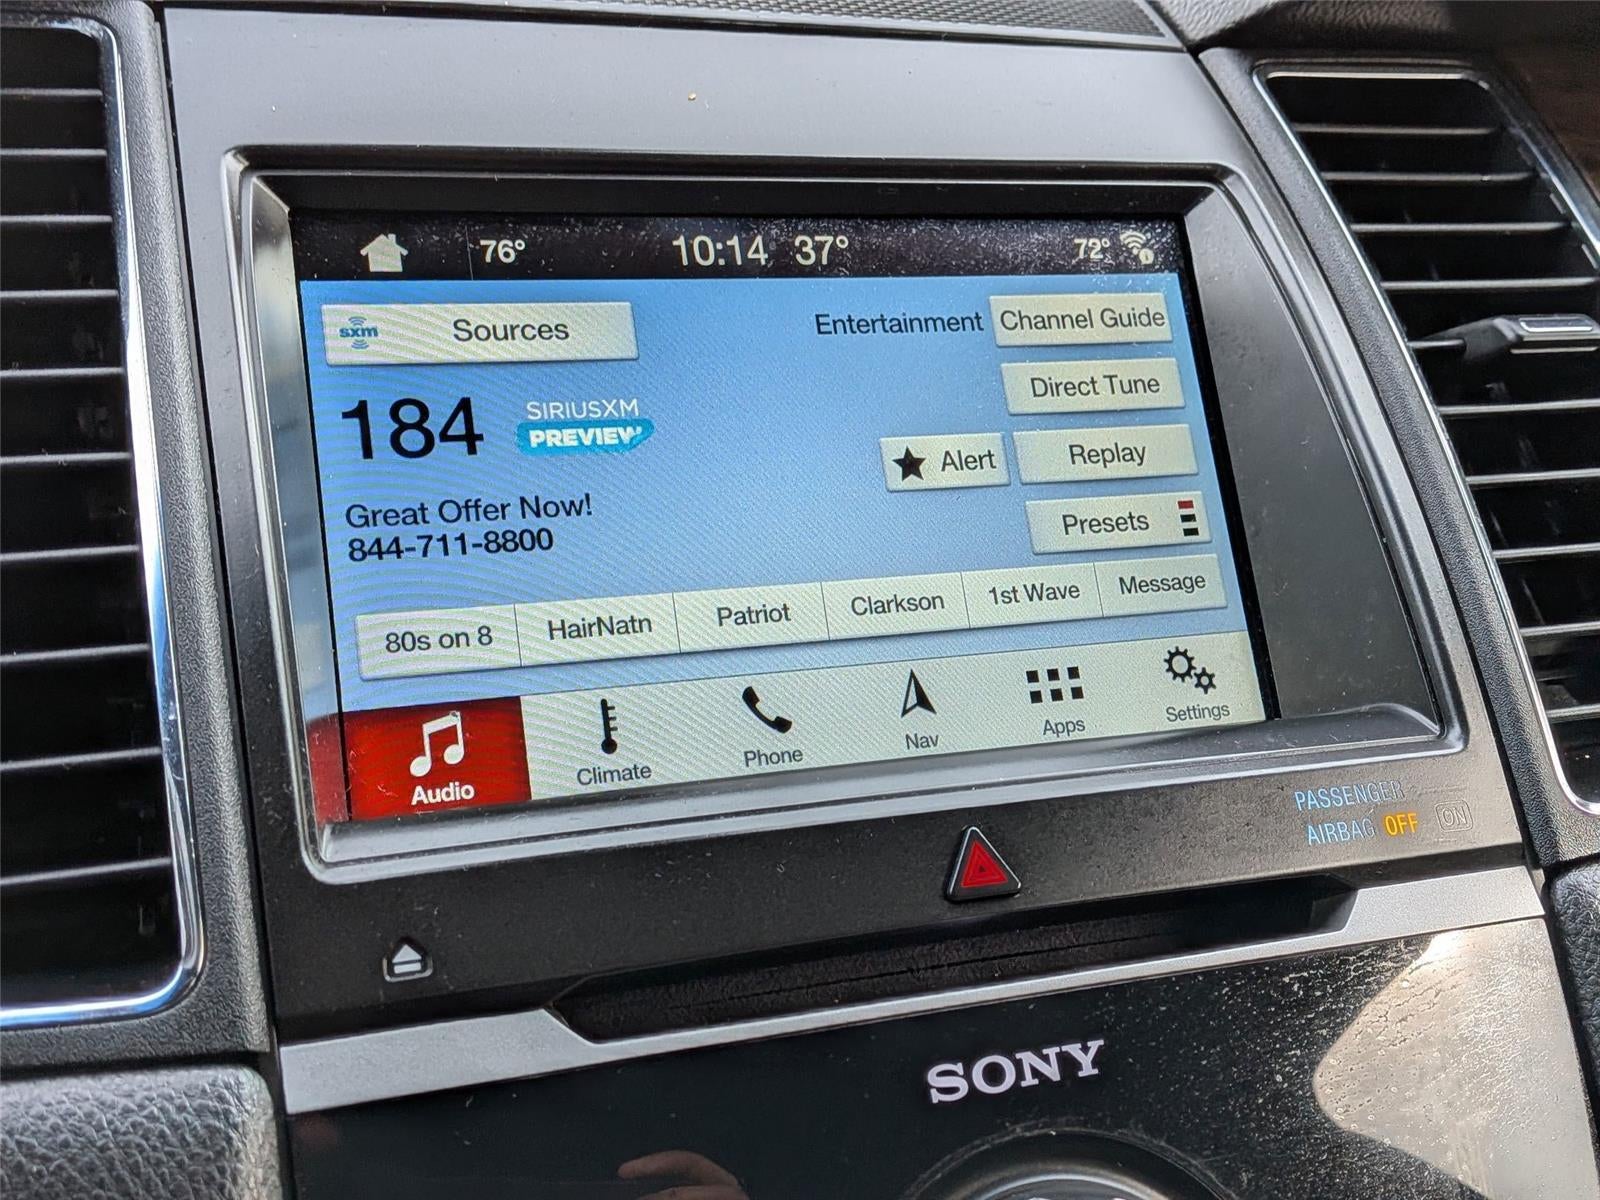 76° 10:14 37° 72°
sxm Sources
Entertainment Channel Guide
Direct Tune
184 SIRIUSXM
PREVIEW
Alert Replay
Great Offer Now!
844-711-8800
Presets
80s on 8 HairNatn Patriot Clarkson 1st Wave Message
Audio Climate Phone Nav Apps Settings
PASSENGER
AIRBAG OFF ON
SONY